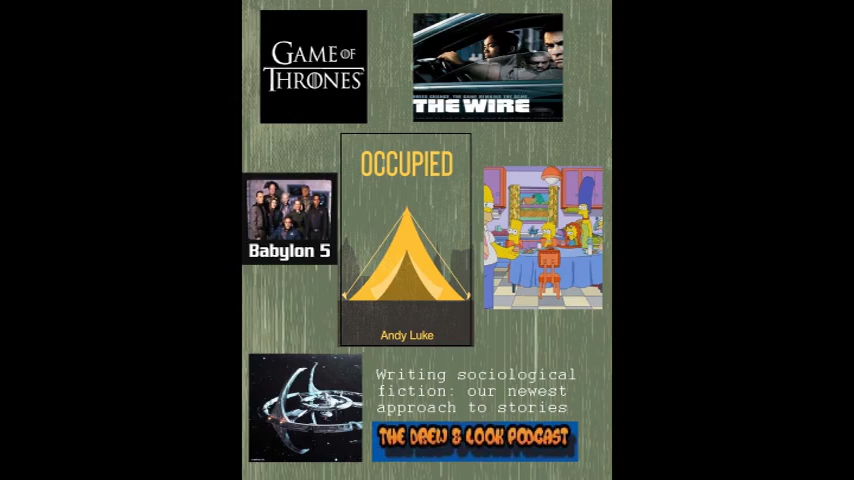 GAME OF
THRONES
THE WIRE
OCCUPIED
Babylon 5
Andy Luke
Writing sociological
fiction: our newest
approach to stories
THE DREW & LOOK PODCAST